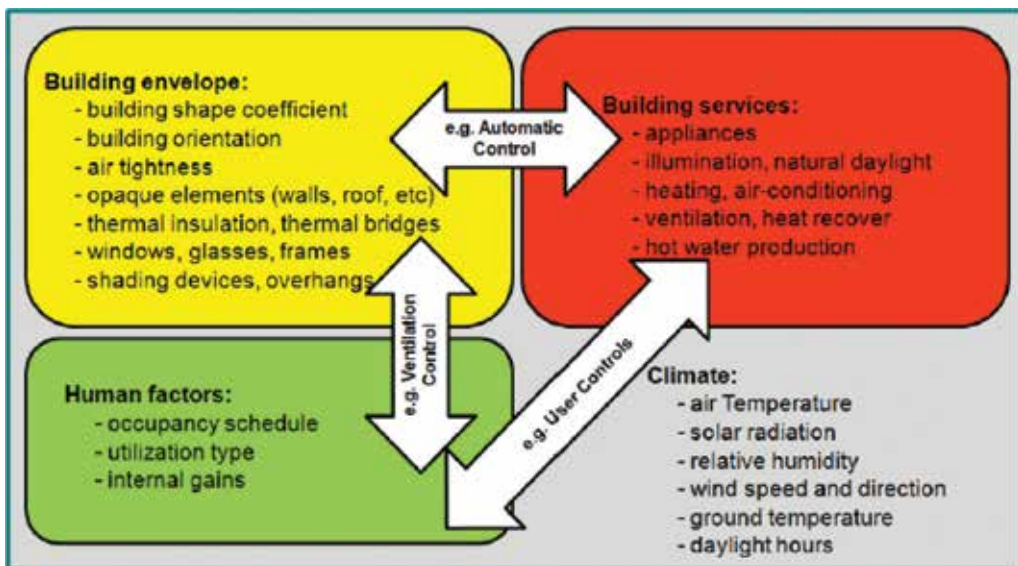 Building envelope:
- building shape coefficient
- building orientation
- air tightness
- opaque elements (walls, roof, etc)
- thermal insulation, thermal bridges
- windows, glasses, frames
- shading devices, overhangs
e.g. Automatic
Control
Building services:
- appliances
- illumination, natural daylight
- heating, air-conditioning
- ventilation, heat recover
- hot water production
e.g. Ventilation
Control
e.g. User Controls
Human factors:
- occupancy schedule
- utilization type
- internal gains
Climate:
- air Temperature
- solar radiation
- relative humidity
- wind speed and direction
- ground temperature
- daylight hours